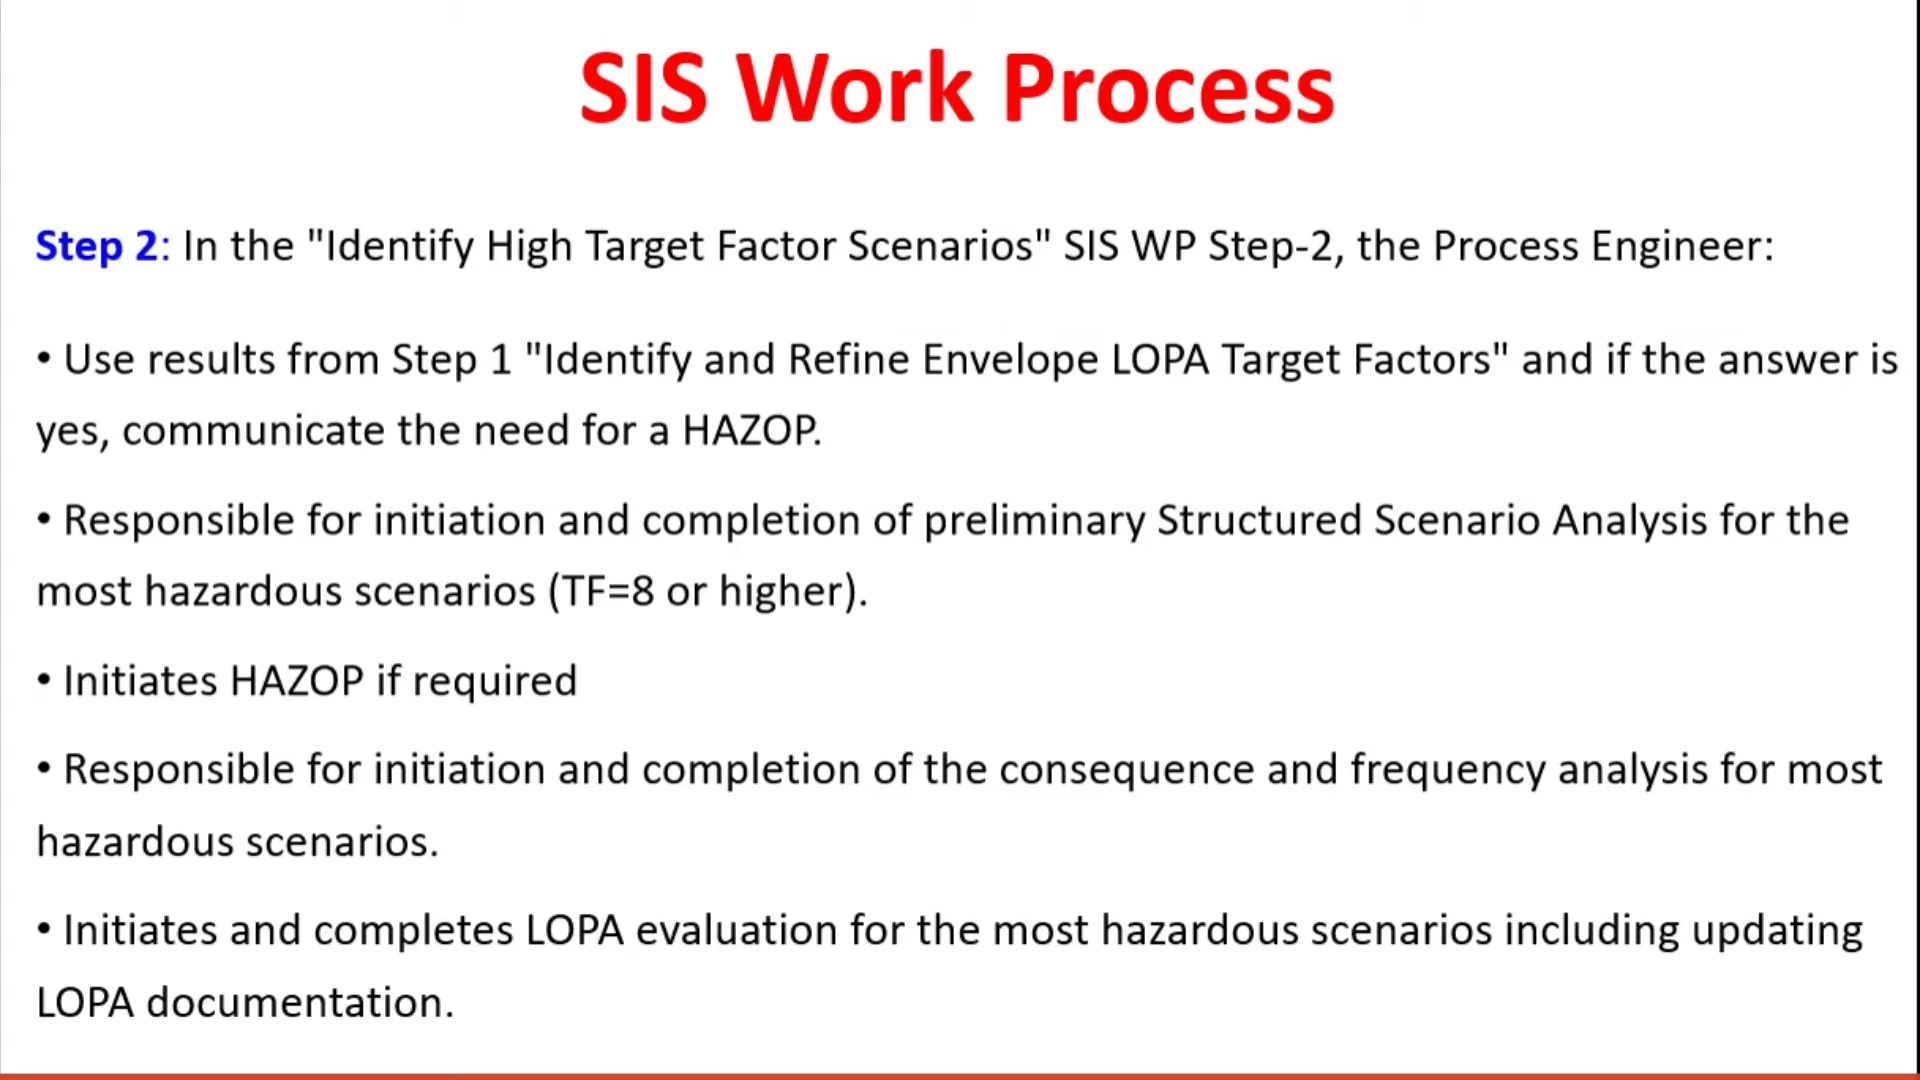 SIS Work Process
Step 2: In the "Identify High Target Factor Scenarios" SIS WP Step-2, the Process Engineer:
• Use results from Step 1 "Identify and Refine Envelope LOPA Target Factors" and if the answer is
yes, communicate the need for a HAZOP.
• Responsible for initiation and completion of preliminary Structured Scenario Analysis for the
most hazardous scenarios (TF=8 or higher).
• Initiates HAZOP if required
• Responsible for initiation and completion of the consequence and frequency analysis for most
hazardous scenarios.
• Initiates and completes LOPA evaluation for the most hazardous scenarios including updating
LOPA documentation.